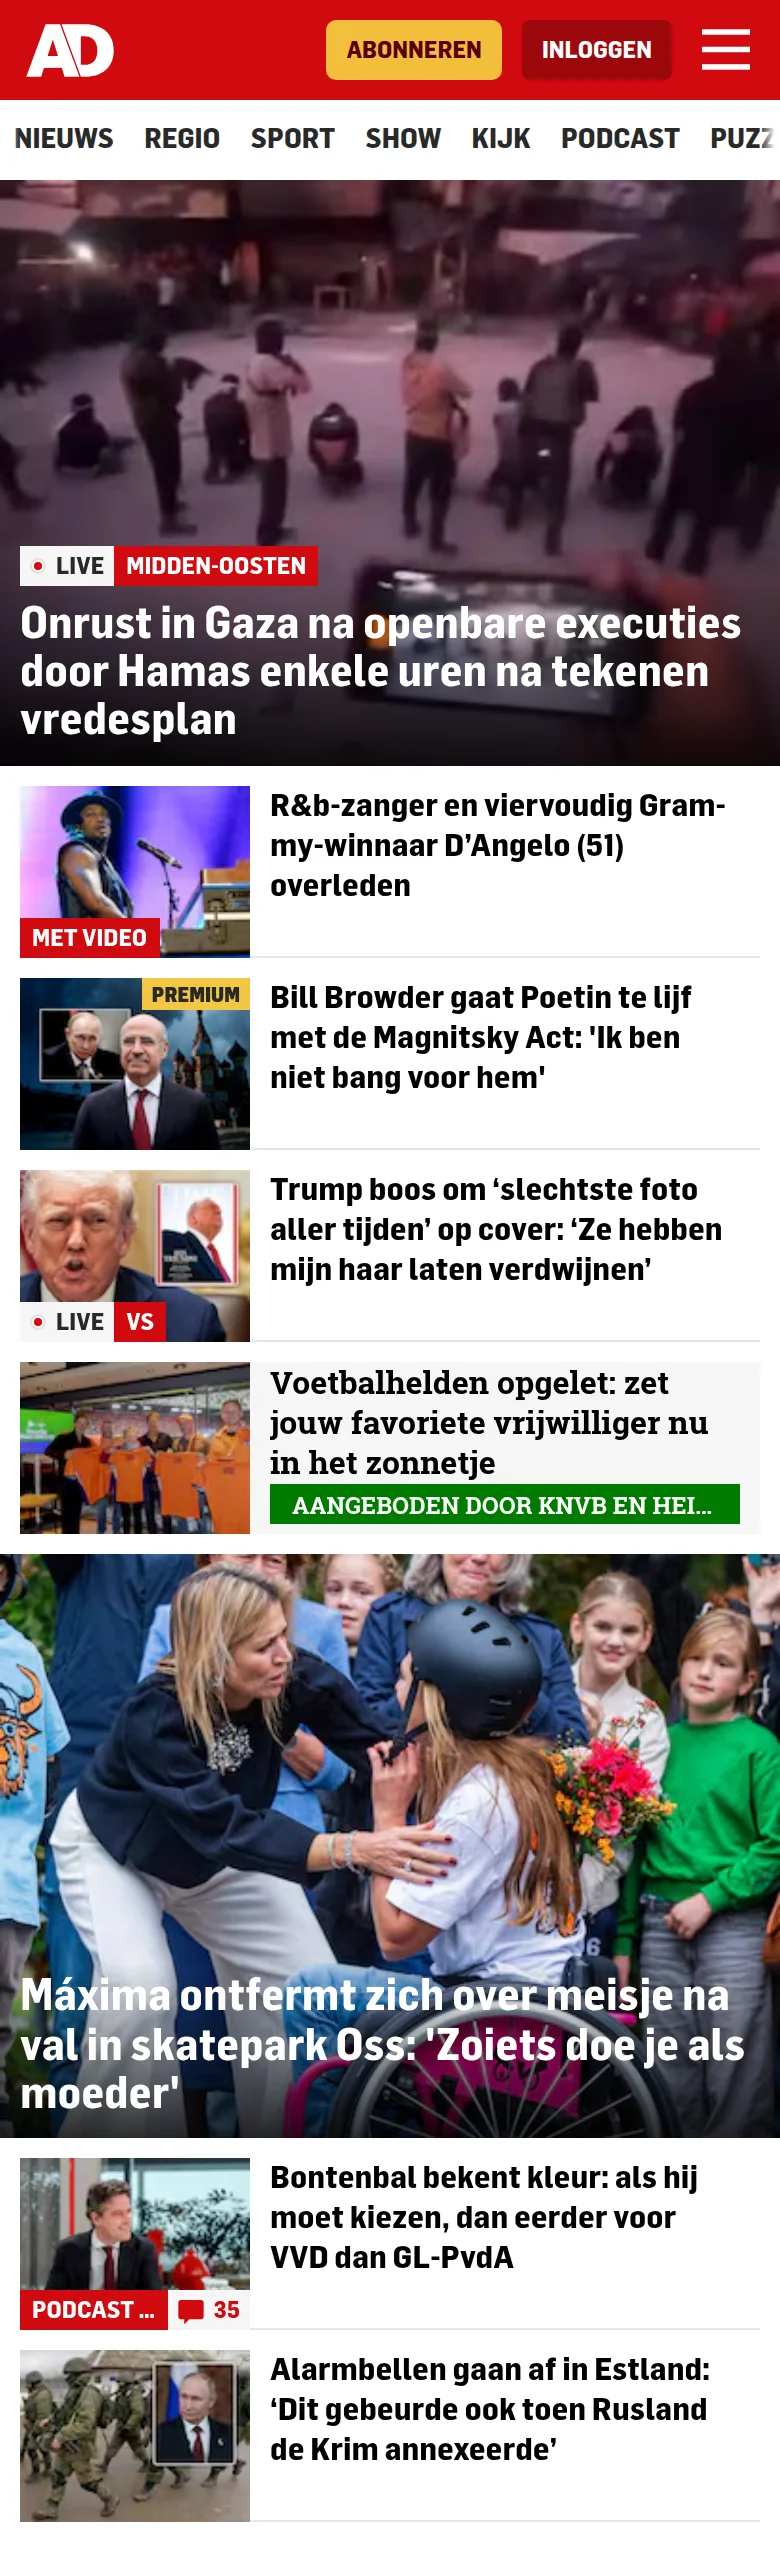 AD
ABONNEREN
INLOGGEN
NIEUWS REGIO SPORT SHOW KIJK PODCAST PUZZ
LIVE MIDDEN-OOSTEN
Onrust in Gaza na openbare executies
door Hamas enkele uren na tekenen
vredesplan
R&b-zanger en viervoudig Gram-
my-winnaar D’Angelo (51)
overleden
MET VIDEO
PREMIUM
Bill Browder gaat Poetin te lijf
met de Magnitsky Act: 'Ik ben
niet bang voor hem'
Trump boos om ‘slechtste foto
aller tijden’ op cover: ‘Ze hebben
mijn haar laten verdwijnen’
LIVE VS
Voetbalhelden opgelet: zet
jouw favoriete vrijwilliger nu
in het zonnetje
AANGEBODEN DOOR KNVB EN HEI...
Máxima ontfermt zich over meisje na
val in skatepark Oss: 'Zoiets doe je als
moeder'
Bontenbal bekent kleur: als hij
moet kiezen, dan eerder voor
VVD dan GL-PvdA
PODCAST ... 35
Alarmbellen gaan af in Estland:
‘Dit gebeurde ook toen Rusland
de Krim annexeerde’